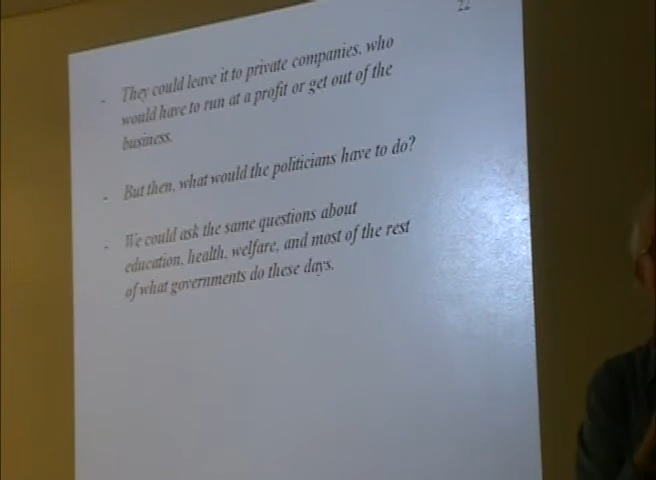 22
- They could leave it to private companies, who
would have to run at a profit or get out of the
business.
- But then, what would the politicians have to do?
- We could ask the same questions about
education, health, welfare, and most of the rest
of what governments do these days.